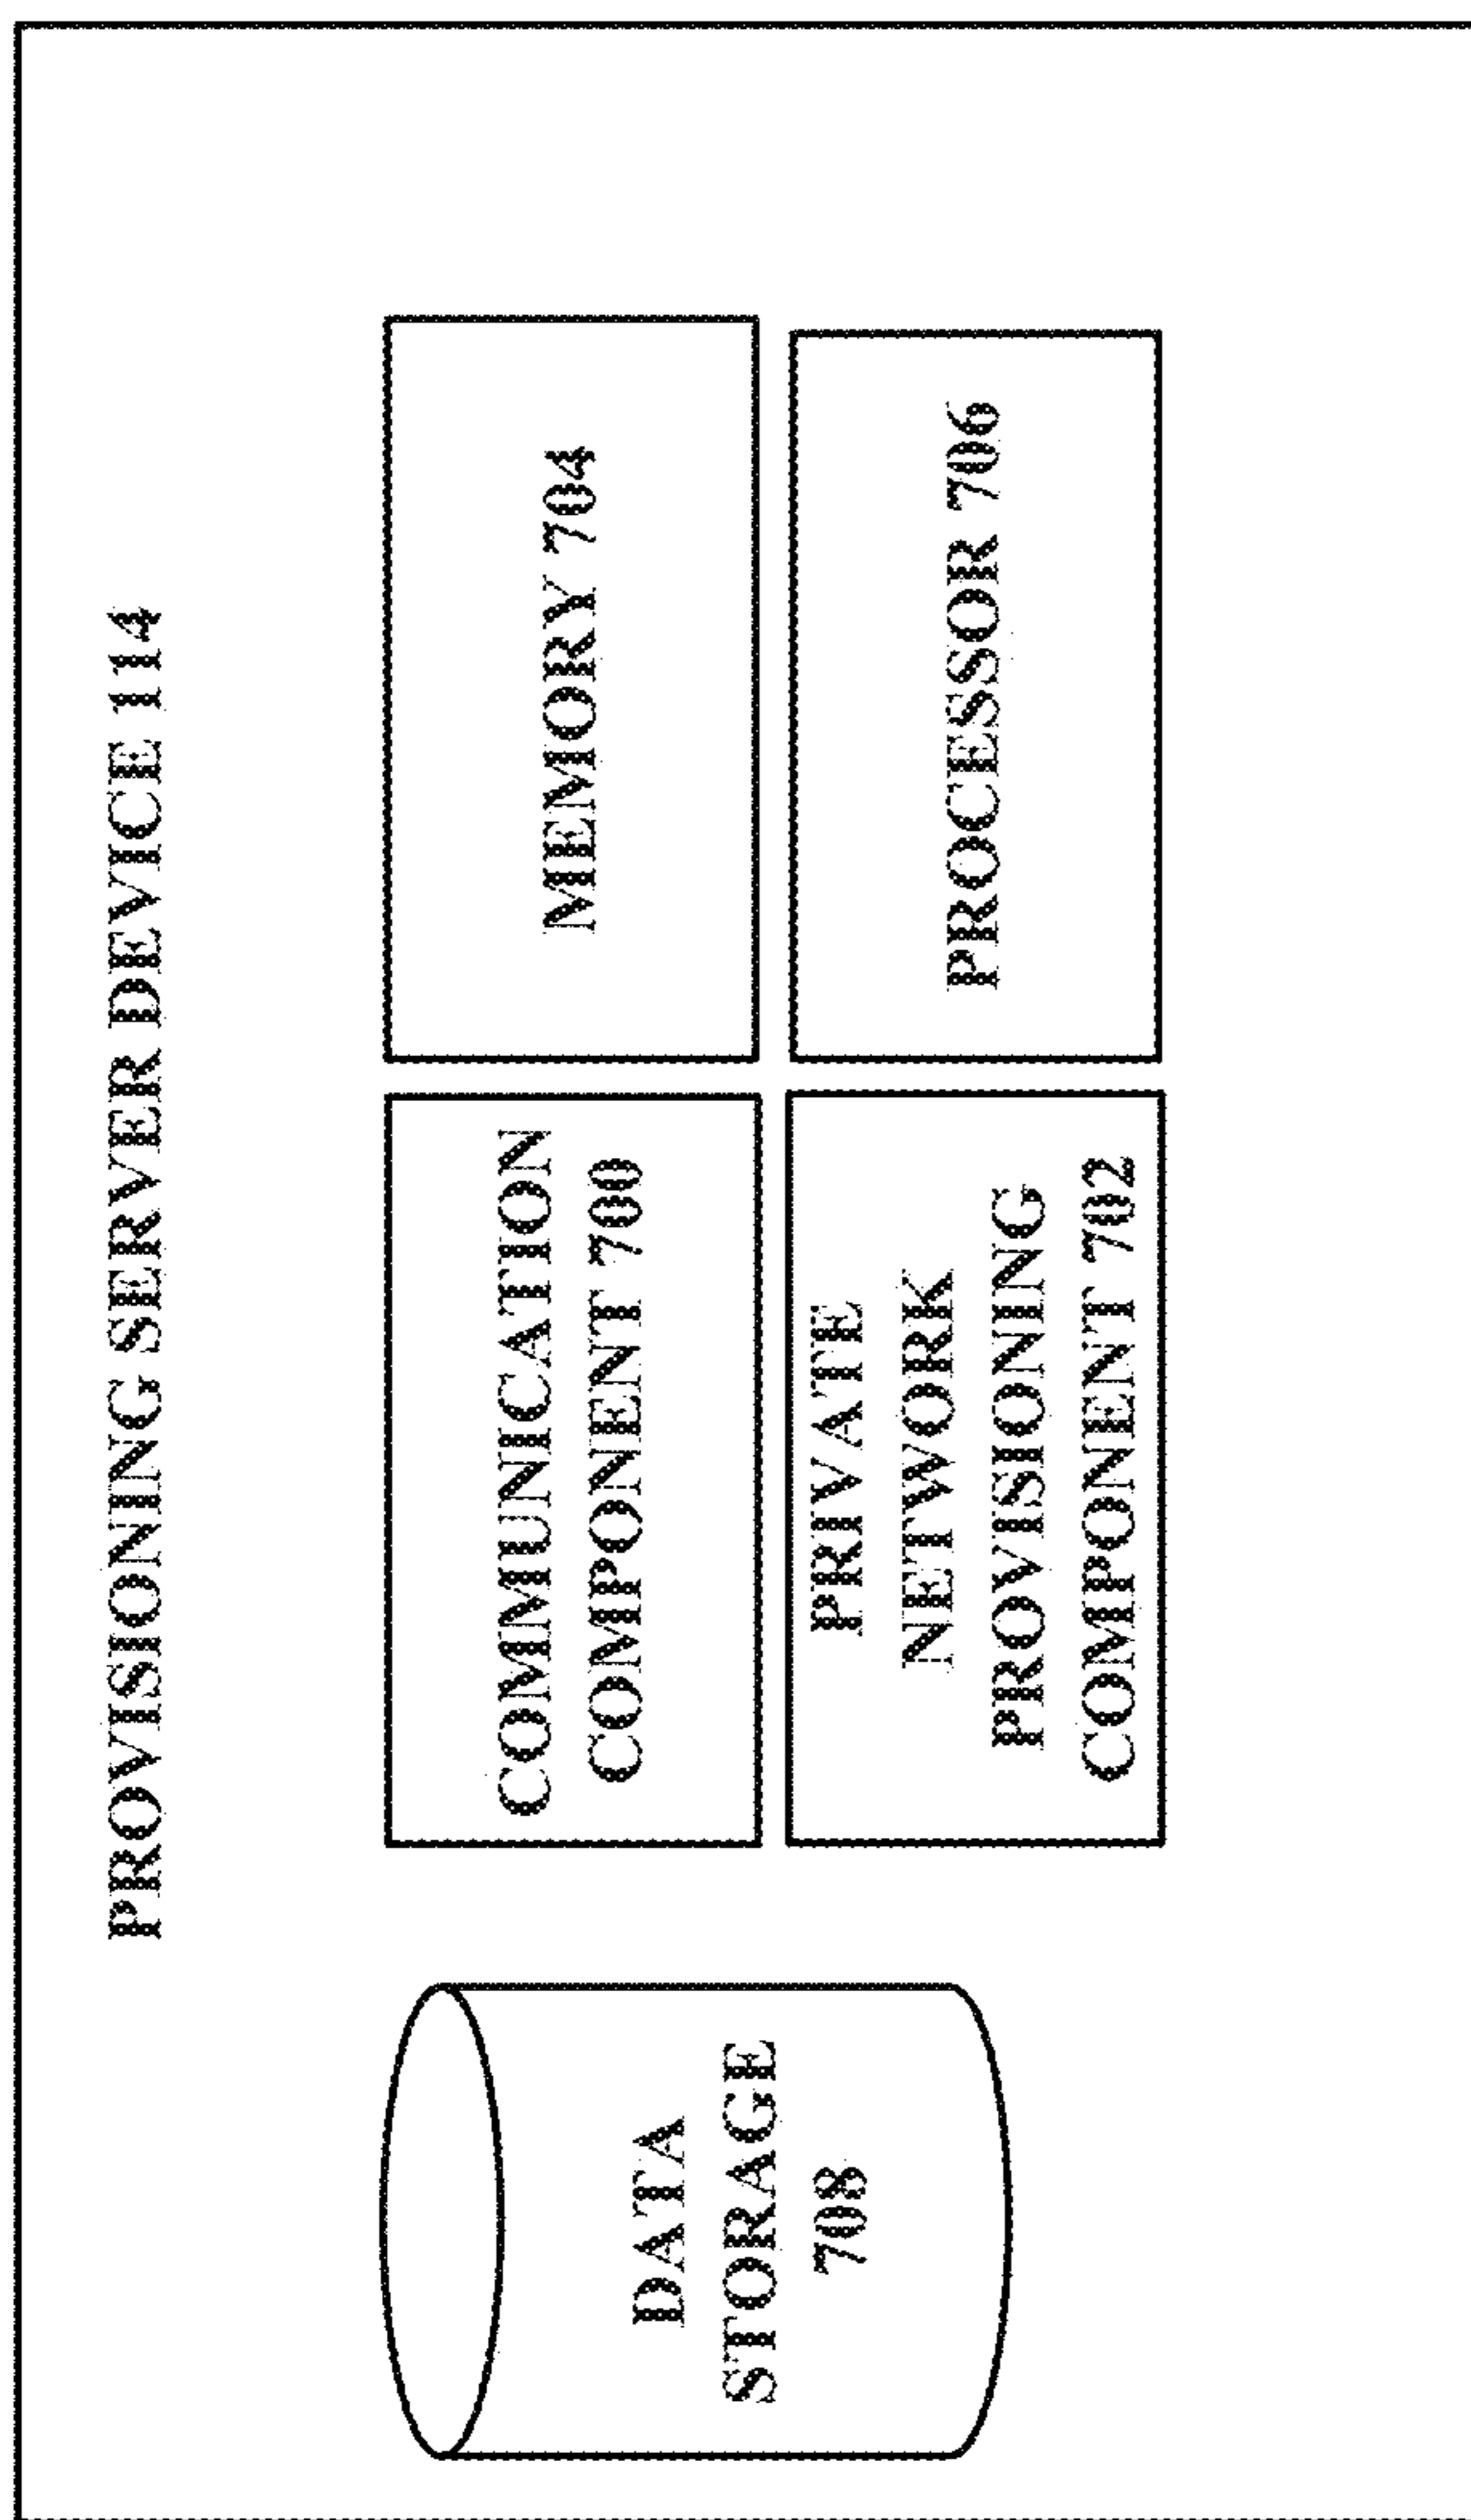 PROVISIONING SERVER DEVICE 114
DATA
STORAGE
708
COMMUNICATION
COMPONENT 700
MEMORY 704
PRIVATE
NETWORK
PROVISIONING
COMPONENT 702
PROCESSOR 706